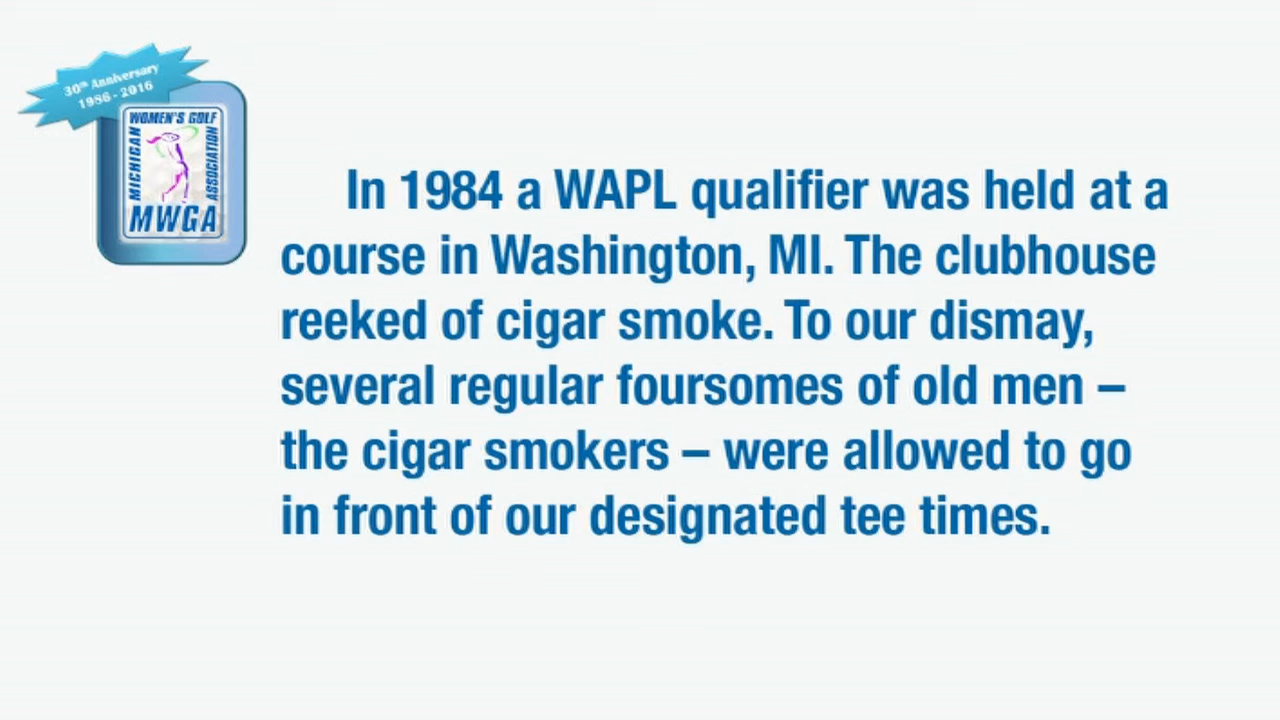 30th Anniversary
1986 - 2016
WOMEN'S GOLF
MICHIGAN
ASSOCIATION
MWGA
In 1984 a WAPL qualifier was held at a
course in Washington, MI. The clubhouse
reeked of cigar smoke. To our dismay,
several regular foursomes of old men –
the cigar smokers – were allowed to go
in front of our designated tee times.